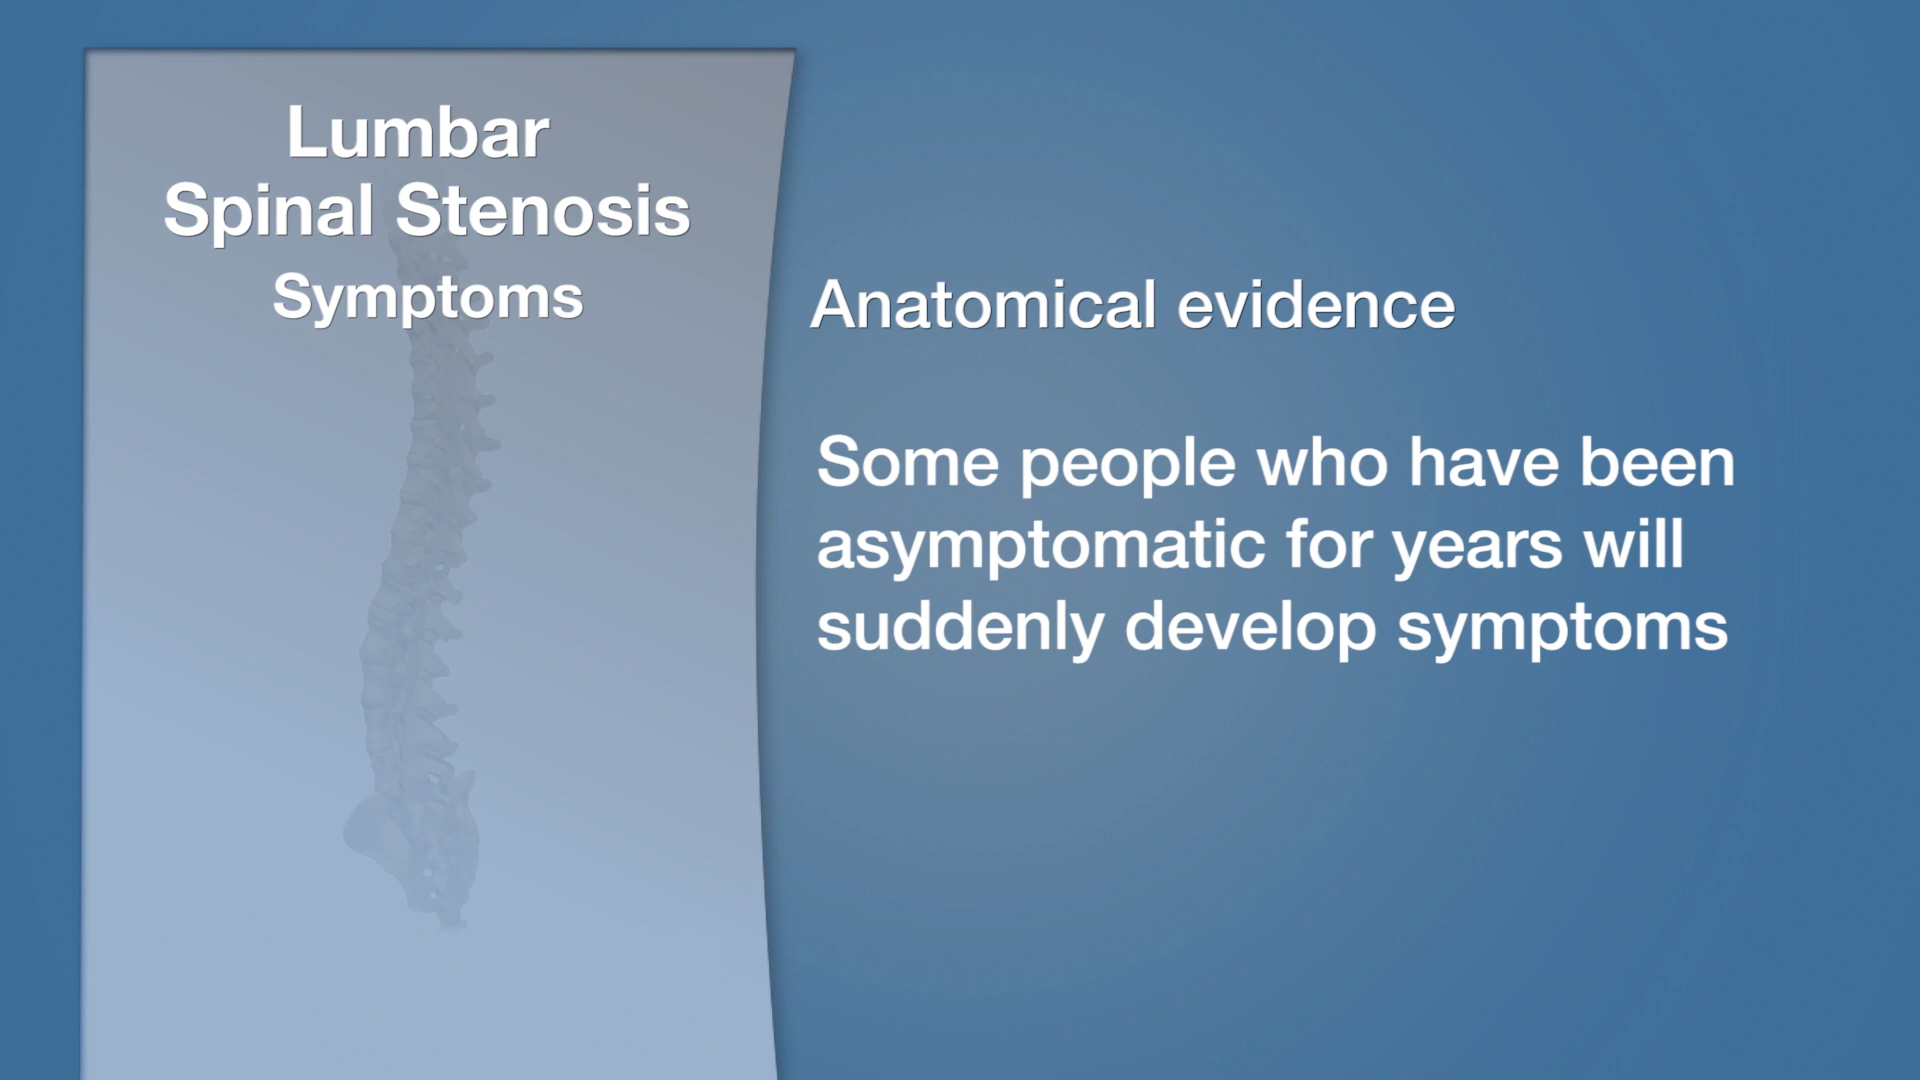 Lumbar
Spinal Stenosis
Symptoms
Anatomical evidence
Some people who have been
asymptomatic for years will
suddenly develop symptoms